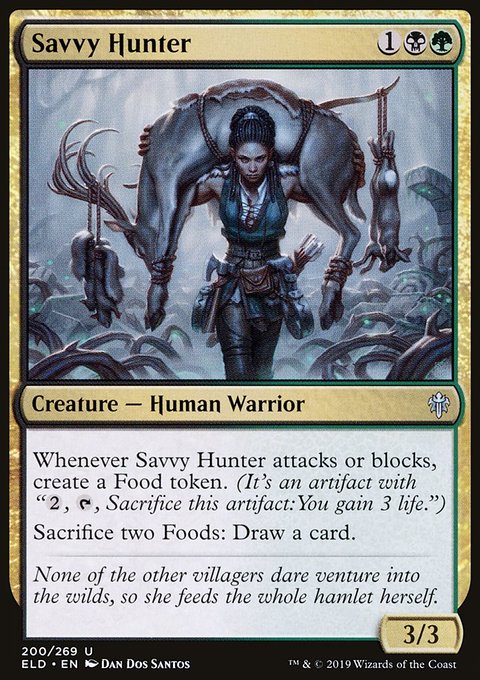 Savvy Hunter 1
Creature — Human Warrior
Whenever Savvy Hunter attacks or blocks,
create a Food token. (It's an artifact with
“2, , Sacrifice this artifact: You gain 3 life.”)
Sacrifice two Foods: Draw a card.
None of the other villagers dare venture into
the wilds, so she feeds the whole hamlet herself.
3/3
200/269 U
ELD • EN Dan Dos Santos
™ & © 2019 Wizards of the Coast